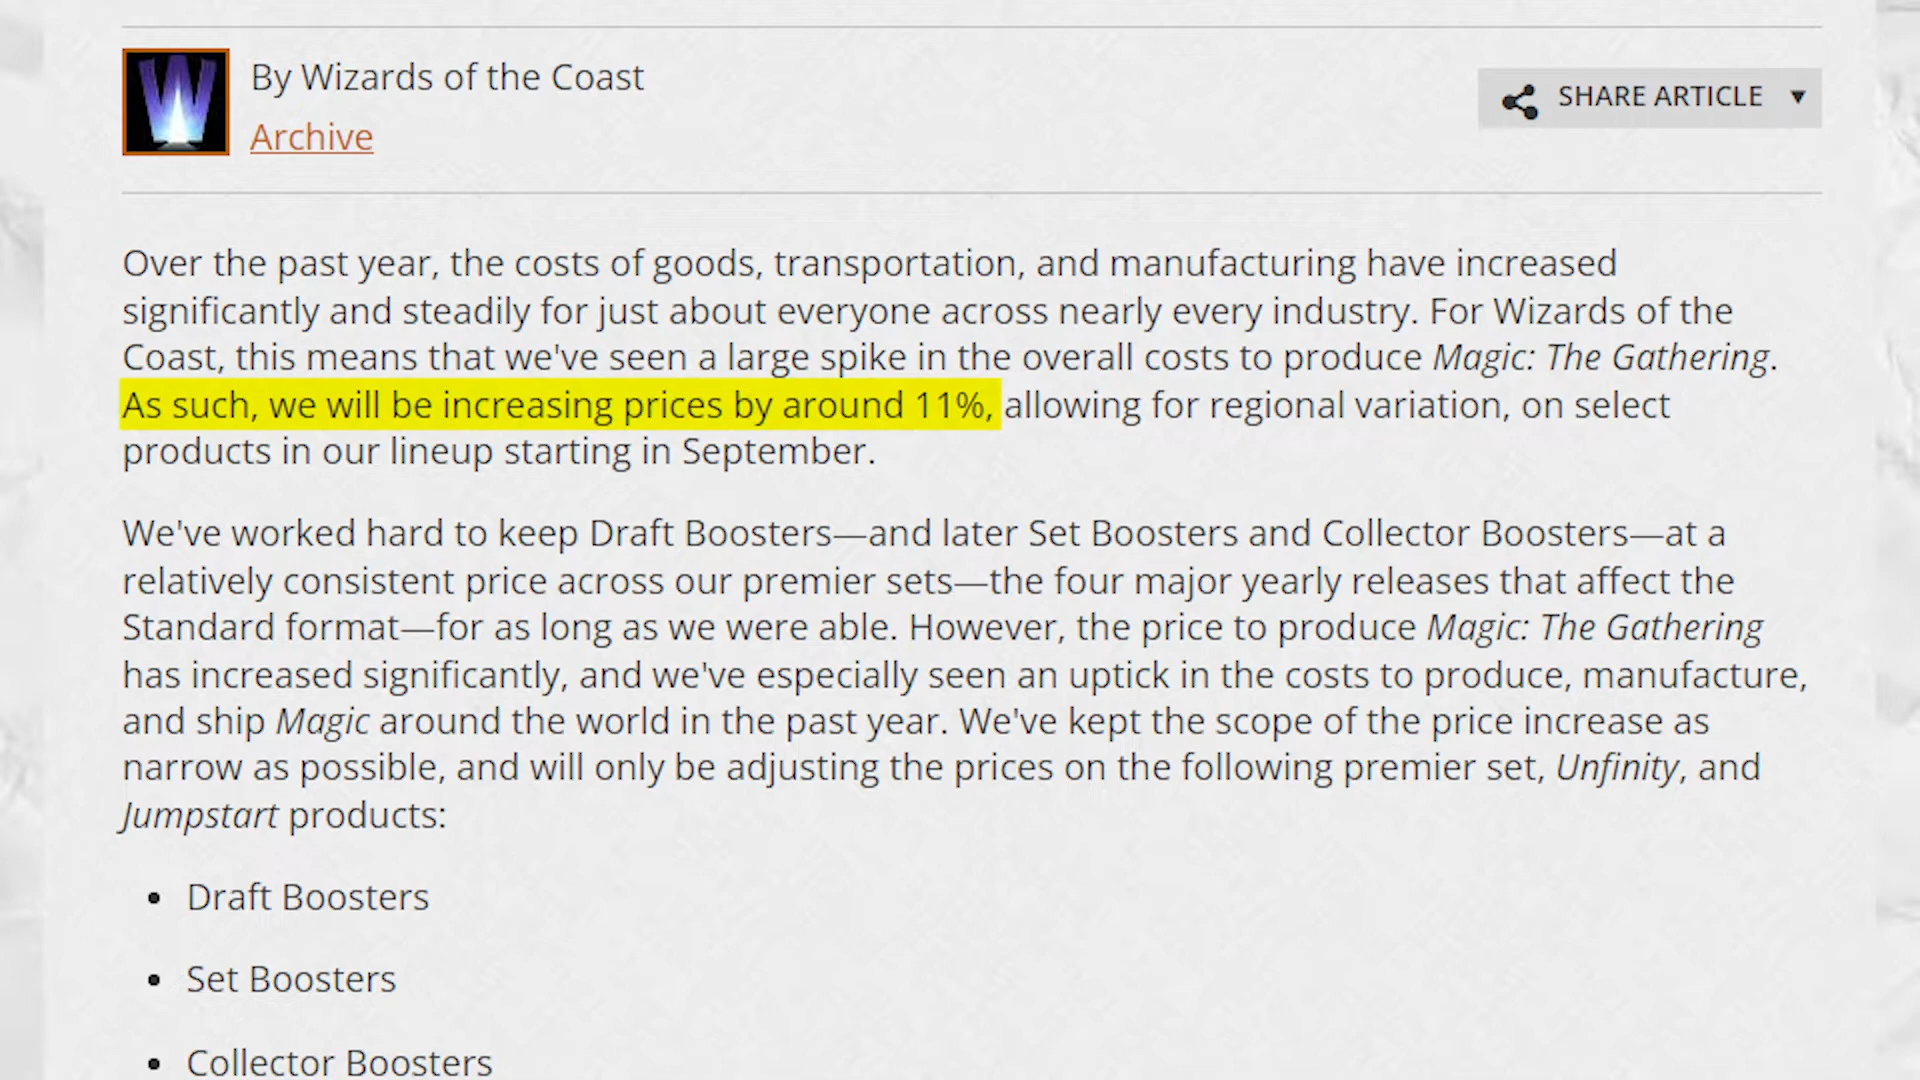 By Wizards of the Coast
SHARE ARTICLE
Archive
Over the past year, the costs of goods, transportation, and manufacturing have increased
significantly and steadily for just about everyone across nearly every industry. For Wizards of the
Coast, this means that we've seen a large spike in the overall costs to produce Magic: The Gathering.
As such, we will be increasing prices by around 11%, allowing for regional variation, on select
products in our lineup starting in September.
We've worked hard to keep Draft Boosters—and later Set Boosters and Collector Boosters—at a
relatively consistent price across our premier sets—the four major yearly releases that affect the
Standard format—for as long as we were able. However, the price to produce Magic: The Gathering
has increased significantly, and we've especially seen an uptick in the costs to produce, manufacture,
and ship Magic around the world in the past year. We've kept the scope of the price increase as
narrow as possible, and will only be adjusting the prices on the following premier set, Unfinity, and
Jumpstart products:
• Draft Boosters
• Set Boosters
• Collector Boosters